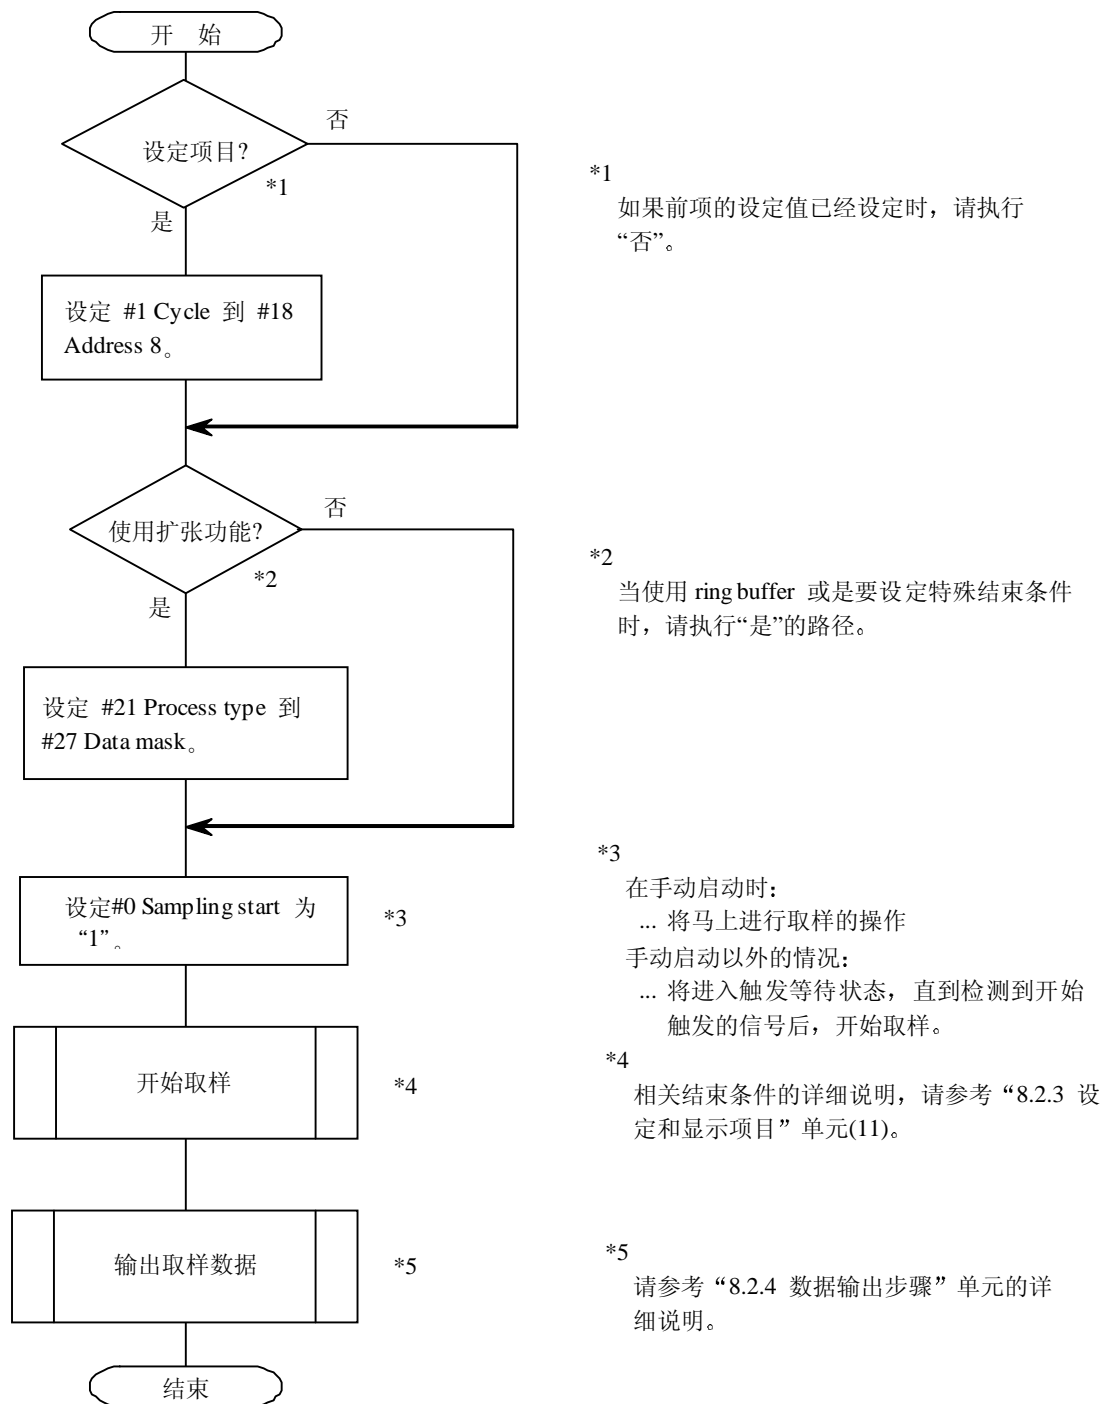 开 始
否
设定项目?
*1
是
*1
如果前项的设定值已经设定时，请执行
“否”。
设定 #1 Cycle 到 #18
Address 8。
否
使用扩张功能?
*2
是
*2
当使用 ring buffer 或是要设定特殊结束条件
时，请执行“是”的路径。
设定 #21 Process type 到
#27 Data mask。
设定#0 Sampling start 为
“1”。
*3
*3
在手动启动时：
... 将马上进行取样的操作
手动启动以外的情况：
... 将进入触发等待状态，直到检测到开始
触发的信号后，开始取样。
开始取样
*4
*4
相关结束条件的详细说明，请参考“8.2.3 设
定和显示项目”单元(11)。
输出取样数据
*5
*5
请参考“8.2.4 数据输出步骤”单元的详
细说明。
结束